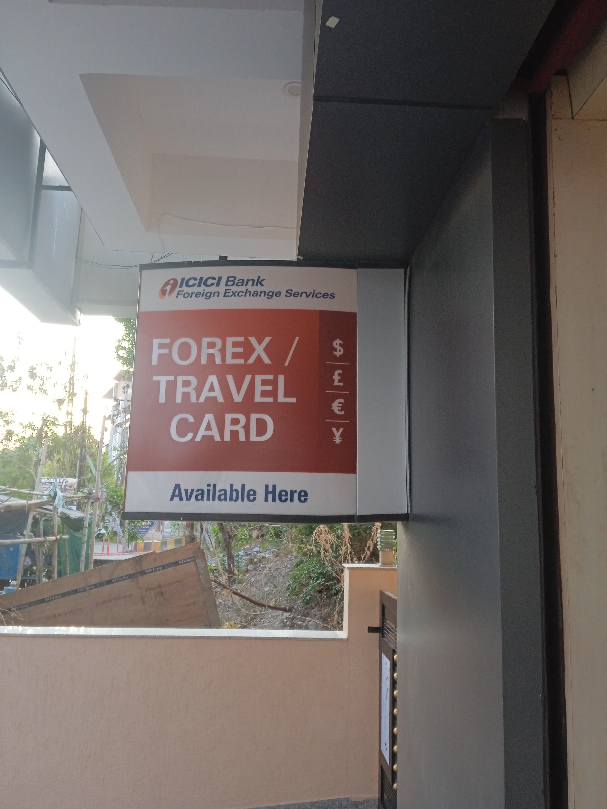 ICICI Bank
Foreign Exchange Services
FOREX /
TRAVEL
CARD
$
£
€
¥
Available Here